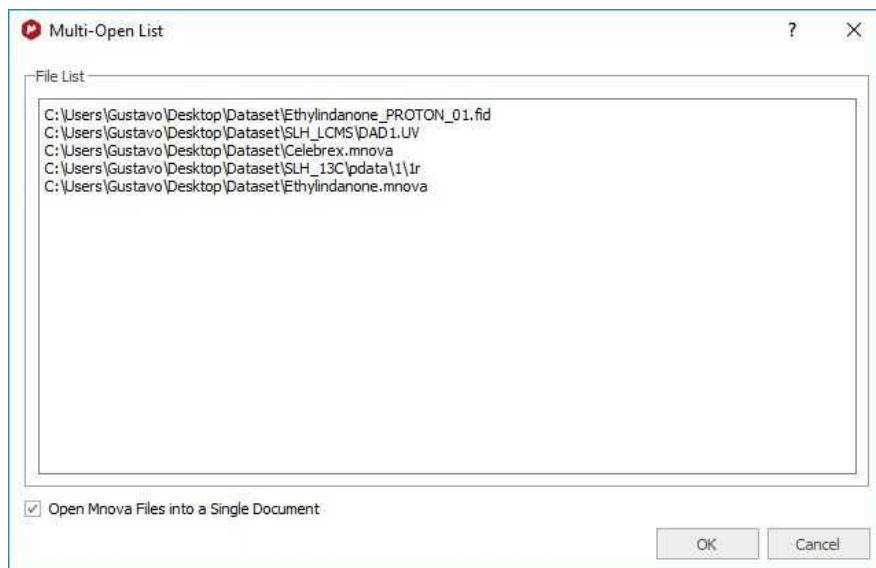 Multi-Open List
File List
C:\Users\Gustavo\Desktop\Dataset\Ethylindanone_PROTON_01.fid
C:\Users\Gustavo\Desktop\Dataset\SLH_LCMS\DAD1.UV
C:\Users\Gustavo\Desktop\Dataset\Celebrex.mnova
C:\Users\Gustavo\Desktop\Dataset\SLH_13C\pdata\1\1r
C:\Users\Gustavo\Desktop\Dataset\Ethylindanone.mnova
Open Mnova Files into a Single Document
OK Cancel